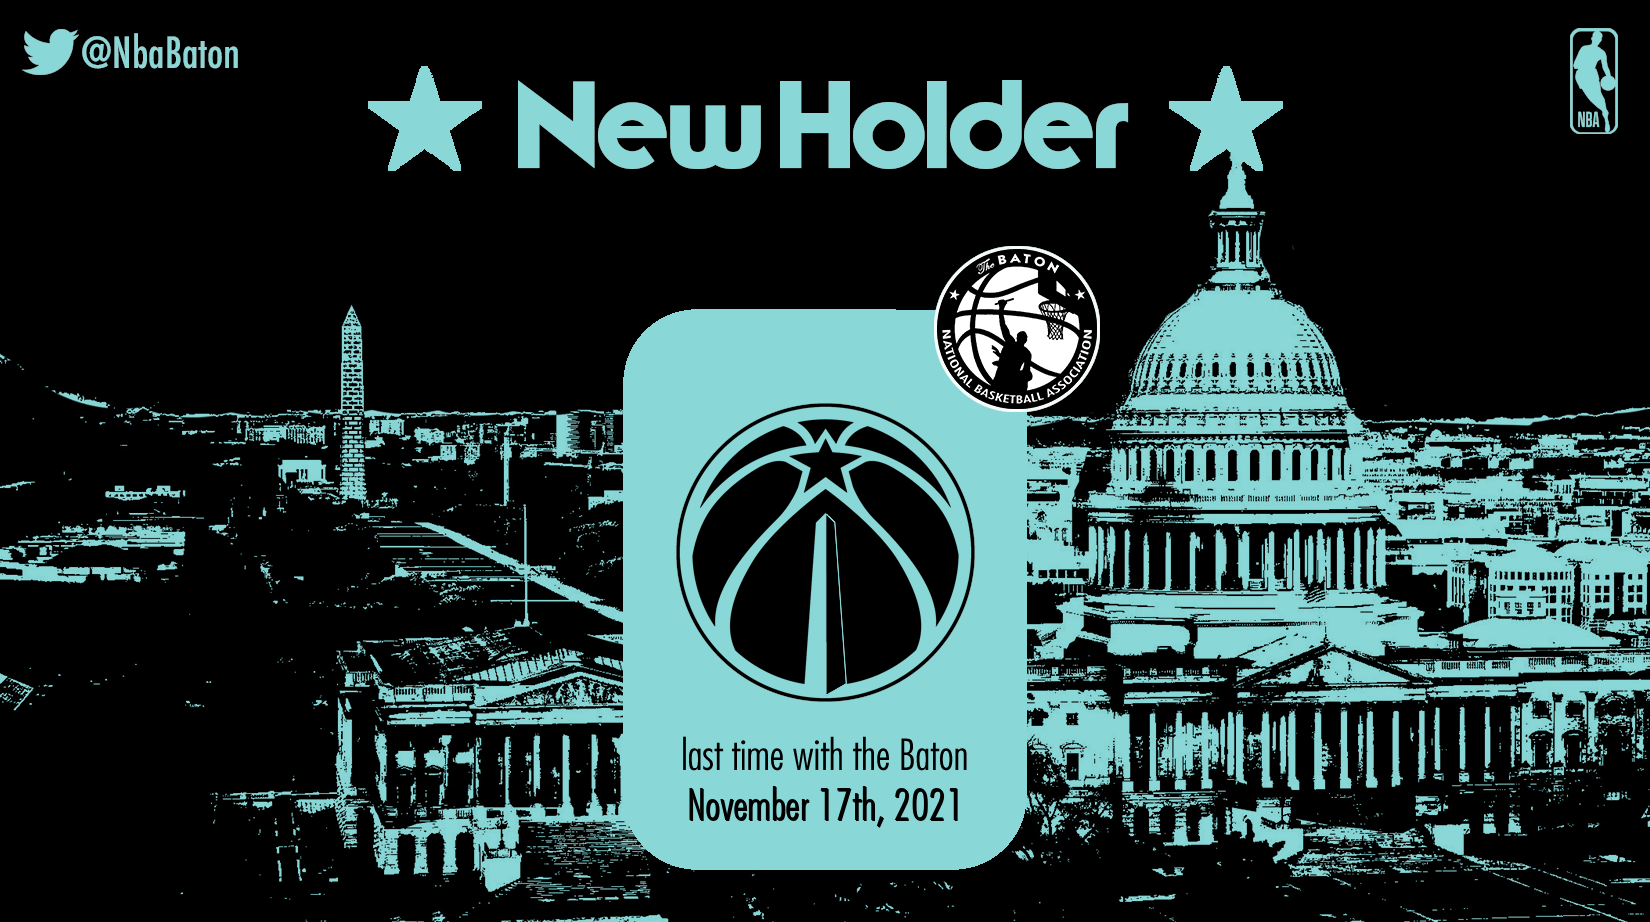 @NbaBaton
New Holder
NBA
The BATON
NATIONAL BASKETBALL ASSOCIATION
last time with the Baton
November 17th, 2021